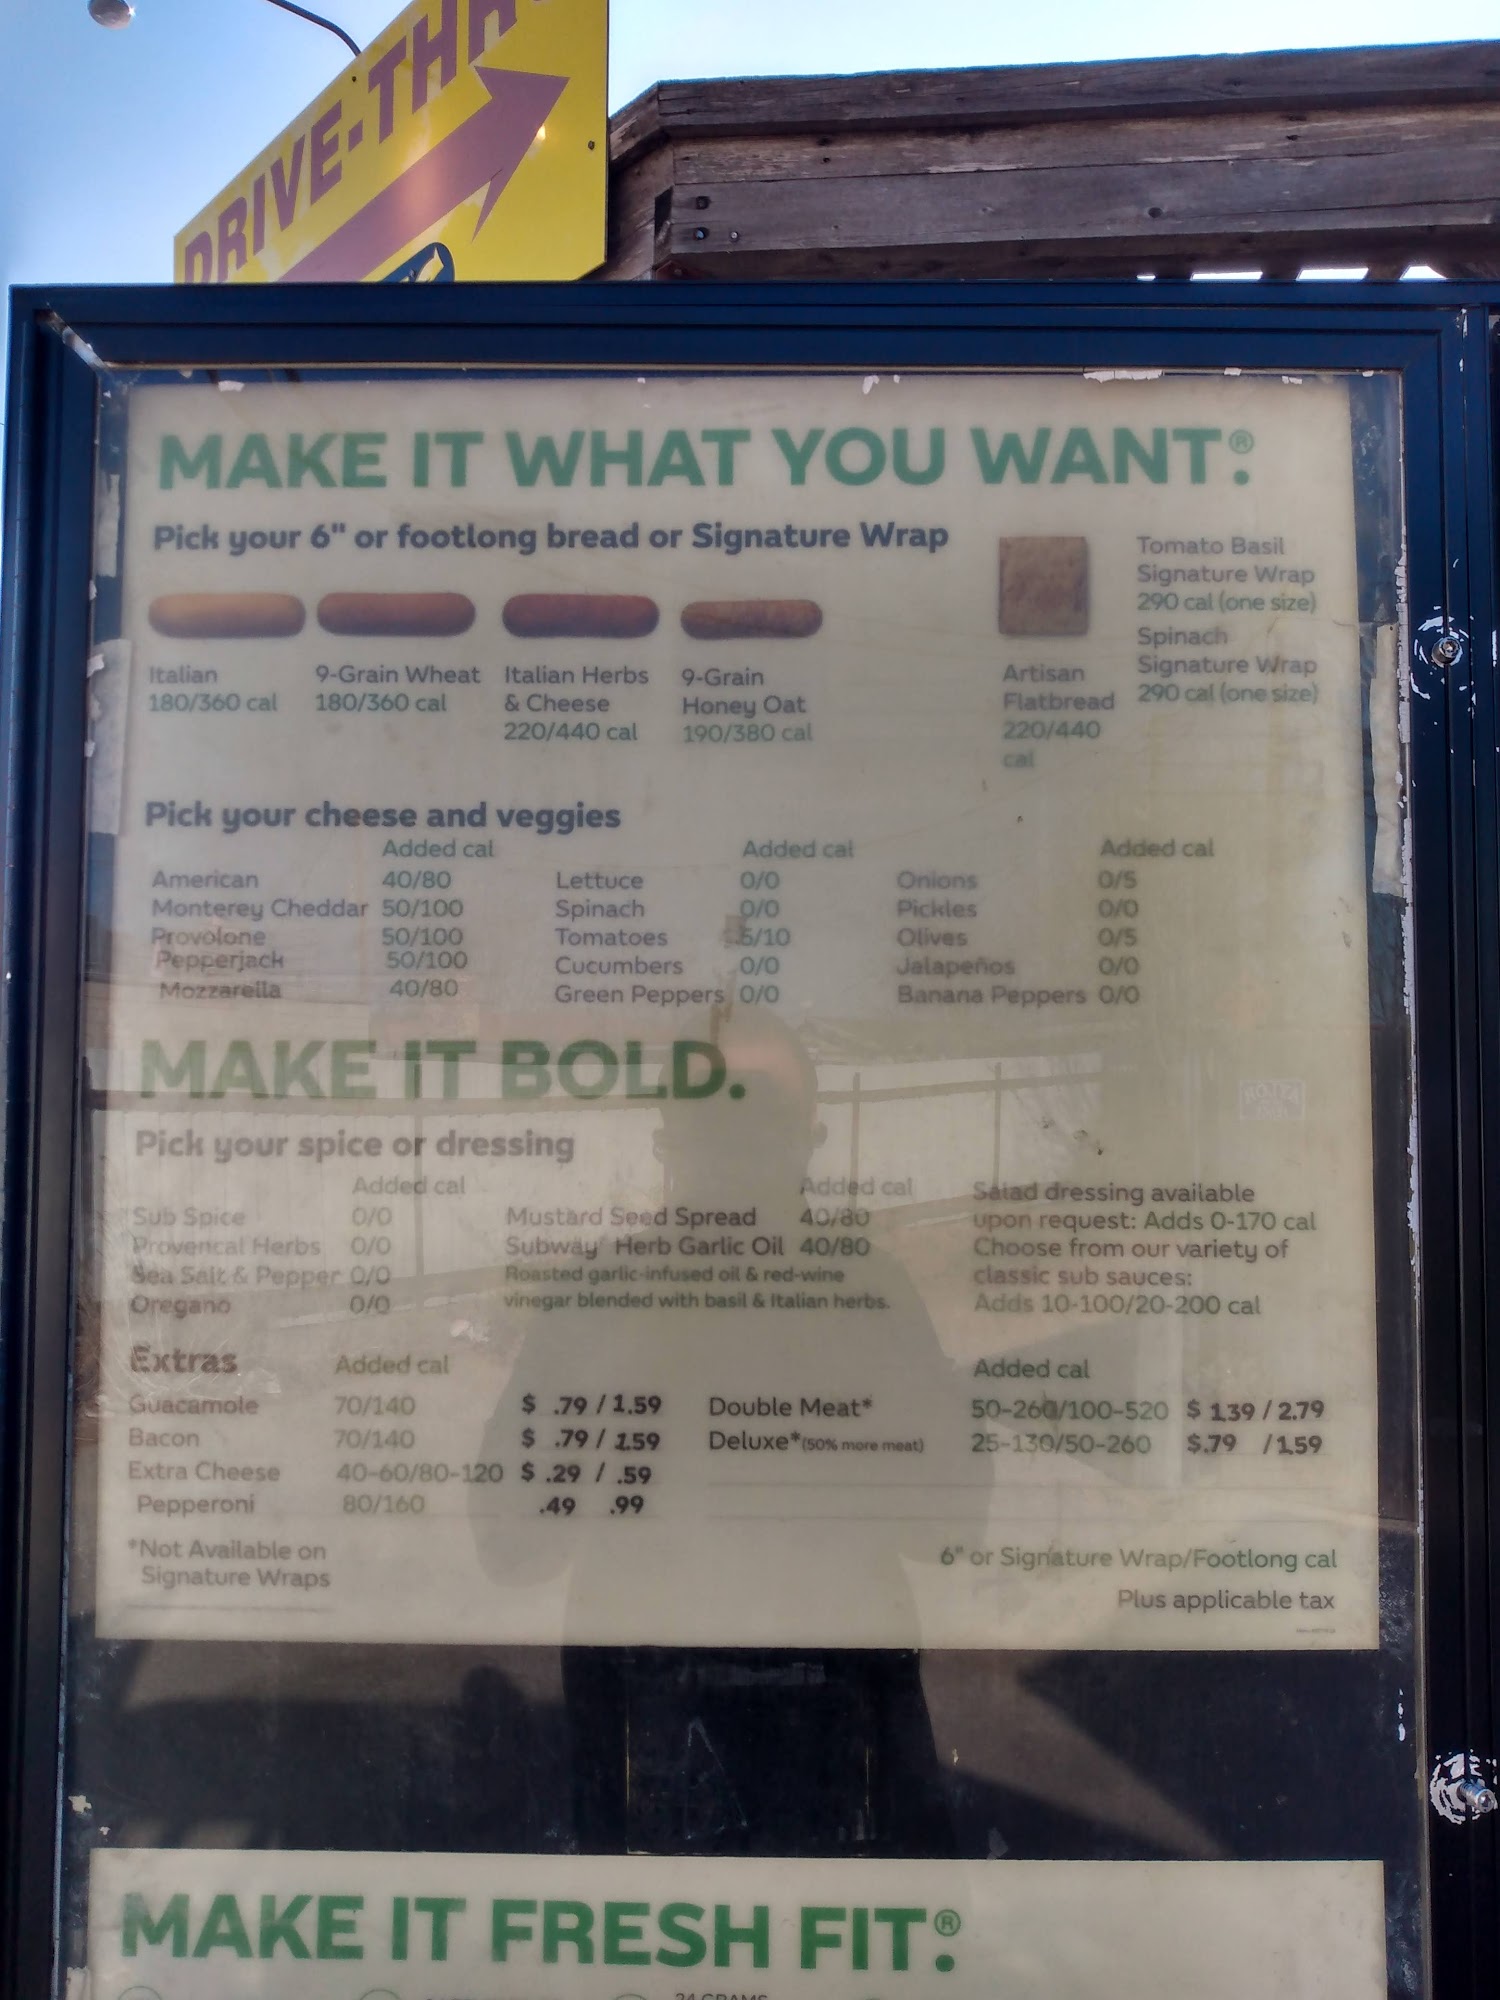 DRIVE-THR
MAKE IT WHAT YOU WANT.®
Pick your 6" or footlong bread or Signature Wrap
Italian
180/360 cal
9-Grain Wheat
180/360 cal
Italian Herbs
& Cheese
220/440 cal
9-Grain
Honey Oat
190/380 cal
Artisan
Flatbread
220/440
cal
Tomato Basil
Signature Wrap
290 cal (one size)
Spinach
Signature Wrap
290 cal (one size)
Pick your cheese and veggies
Added cal Added cal Added cal
American 40/80 Lettuce 0/0 Onions 0/5
Monterey Cheddar 50/100 Spinach 0/0 Pickles 0/0
Provolone 50/100 Tomatoes 5/10 Olives 0/5
Pepperjack 50/100 Cucumbers 0/0 Jalapeños 0/0
Mozzarella 40/80 Green Peppers 0/0 Banana Peppers 0/0
MAKE IT BOLD.
Pick your spice or dressing
Added cal
Sub Spice 0/0
Provencal Herbs 0/0
Sea Salt & Pepper 0/0
Oregano 0/0
Added cal
Mustard Seed Spread 40/80
Subway® Herb Garlic Oil 40/80
Roasted garlic-infused oil & red-wine
vinegar blended with basil & Italian herbs.
Salad dressing available
upon request: Adds 0-170 cal
Choose from our variety of
classic sub sauces:
Adds 10-100/20-200 cal
Extras Added cal Added cal
Guacamole 70/140 $ .79 / 1.59 Double Meat* 50-260/100-520 $ 1.39 / 2.79
Bacon 70/140 $ .79 / 1.59 Deluxe* (50% more meat) 25-130/50-260 $.79 / 1.59
Extra Cheese 40-60/80-120 $ .29 / .59
Pepperoni 80/160 .49 .99
*Not Available on
Signature Wraps
6" or Signature Wrap/Footlong cal
Plus applicable tax
MAKE IT FRESH FIT.®
24 GRAMS